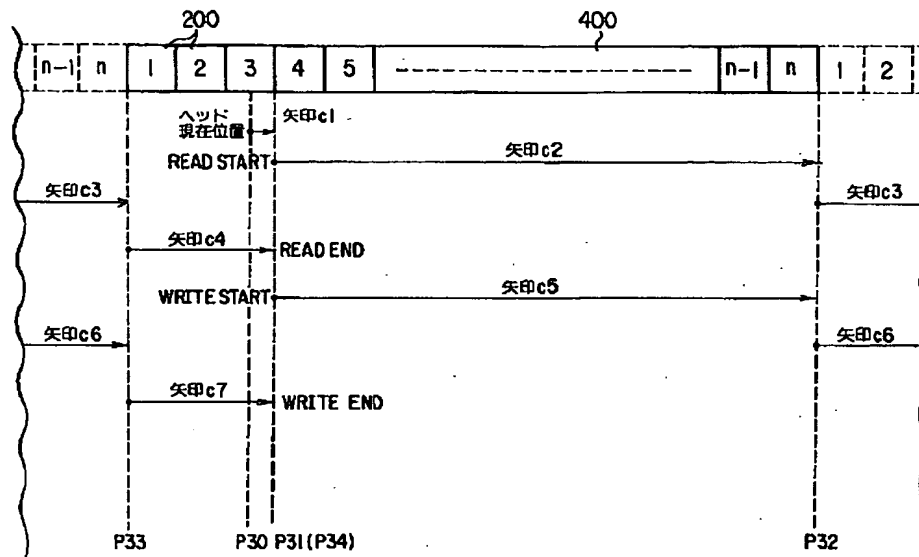 200
400
n-1 n 1 2 3 4 5 n-1 n 1 2
ヘッド
現在位置
矢印c1
READ START
矢印c2
矢印c3
矢印c3
矢印c4
READ END
WRITE START
矢印c5
矢印c6
矢印c6
矢印c7
WRITE END
P33 P30 P31(P34) P32